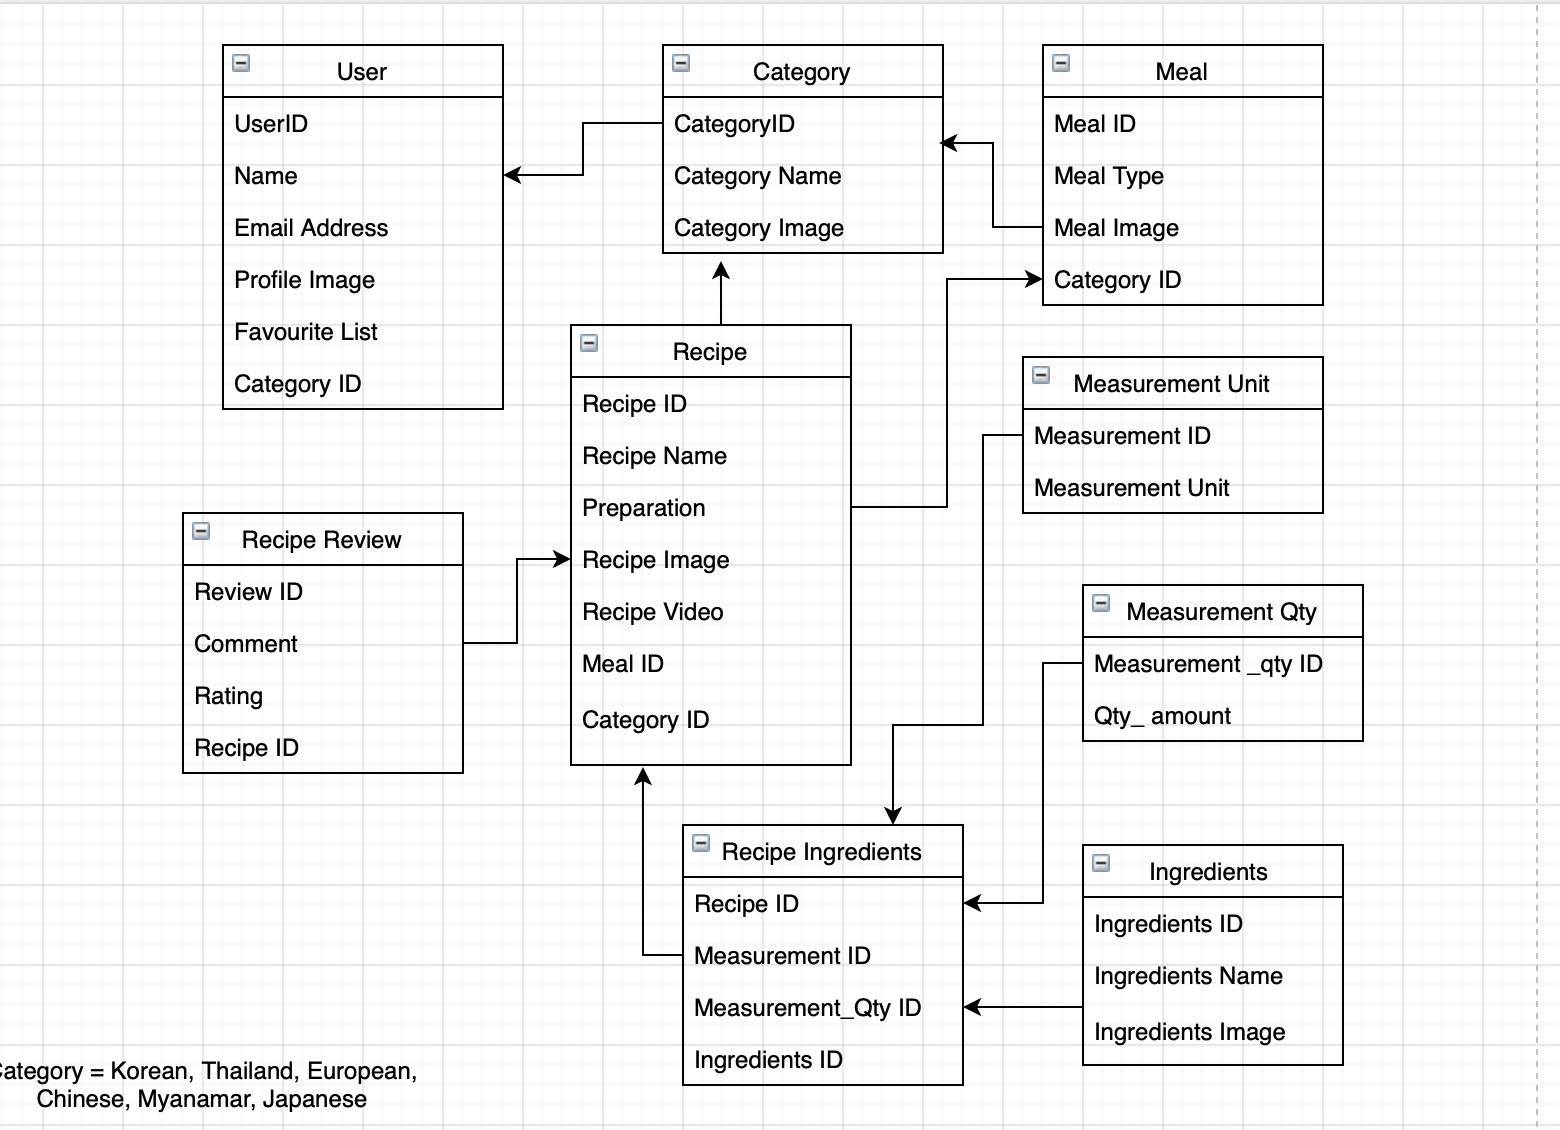 User
UserID
Name
Email Address
Profile Image
Favourite List
Category ID
Category
CategoryID
Category Name
Category Image
Meal
Meal ID
Meal Type
Meal Image
Category ID
Recipe
Recipe ID
Recipe Name
Preparation
Recipe Image
Recipe Video
Meal ID
Category ID
Measurement Unit
Measurement ID
Measurement Unit
Recipe Review
Review ID
Comment
Rating
Recipe ID
Measurement Qty
Measurement _qty ID
Qty_ amount
Recipe Ingredients
Recipe ID
Measurement ID
Measurement_Qty ID
Ingredients ID
Ingredients
Ingredients ID
Ingredients Name
Ingredients Image
Category = Korean, Thailand, European,
Chinese, Myanamar, Japanese